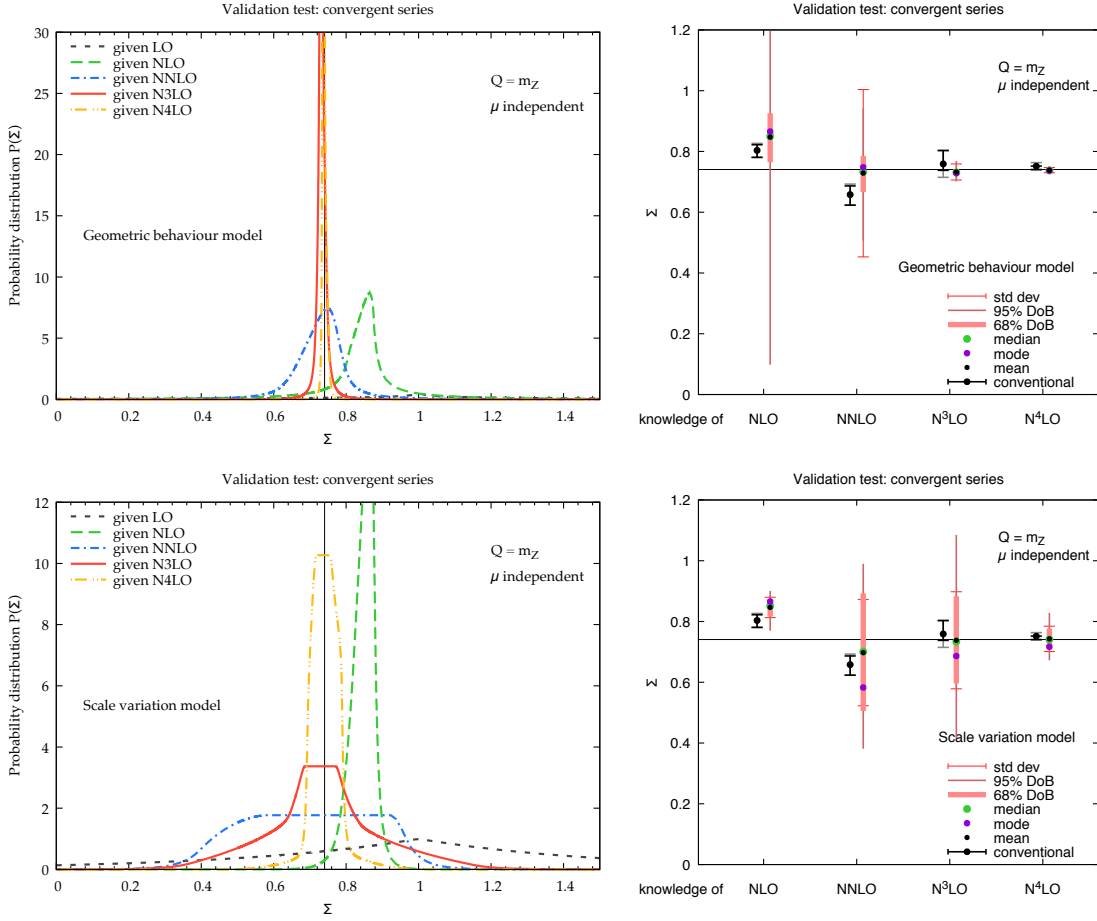 Validation test: convergent series
30
25
20
15
10
5
0
Probability distribution P(Σ)
given LO
given NLO
given NNLO
given N3LO
given N4LO
Q = mZ
μ independent
Geometric behaviour model
0 0.2 0.4 0.6 0.8 1 1.2 1.4
Σ
Validation test: convergent series
1.2
1
0.8
0.6
0.4
0.2
0
Σ
Q = mZ
μ independent
Geometric behaviour model
std dev
95% DoB
68% DoB
median
mode
mean
conventional
knowledge of NLO NNLO N³LO N⁴LO
Validation test: convergent series
12
10
8
6
4
2
0
Probability distribution P(Σ)
given LO
given NLO
given NNLO
given N3LO
given N4LO
Q = mZ
μ independent
Scale variation model
0 0.2 0.4 0.6 0.8 1 1.2 1.4
Σ
Validation test: convergent series
1.2
1
0.8
0.6
0.4
0.2
0
Σ
Q = mZ
μ independent
Scale variation model
std dev
95% DoB
68% DoB
median
mode
mean
conventional
knowledge of NLO NNLO N³LO N⁴LO